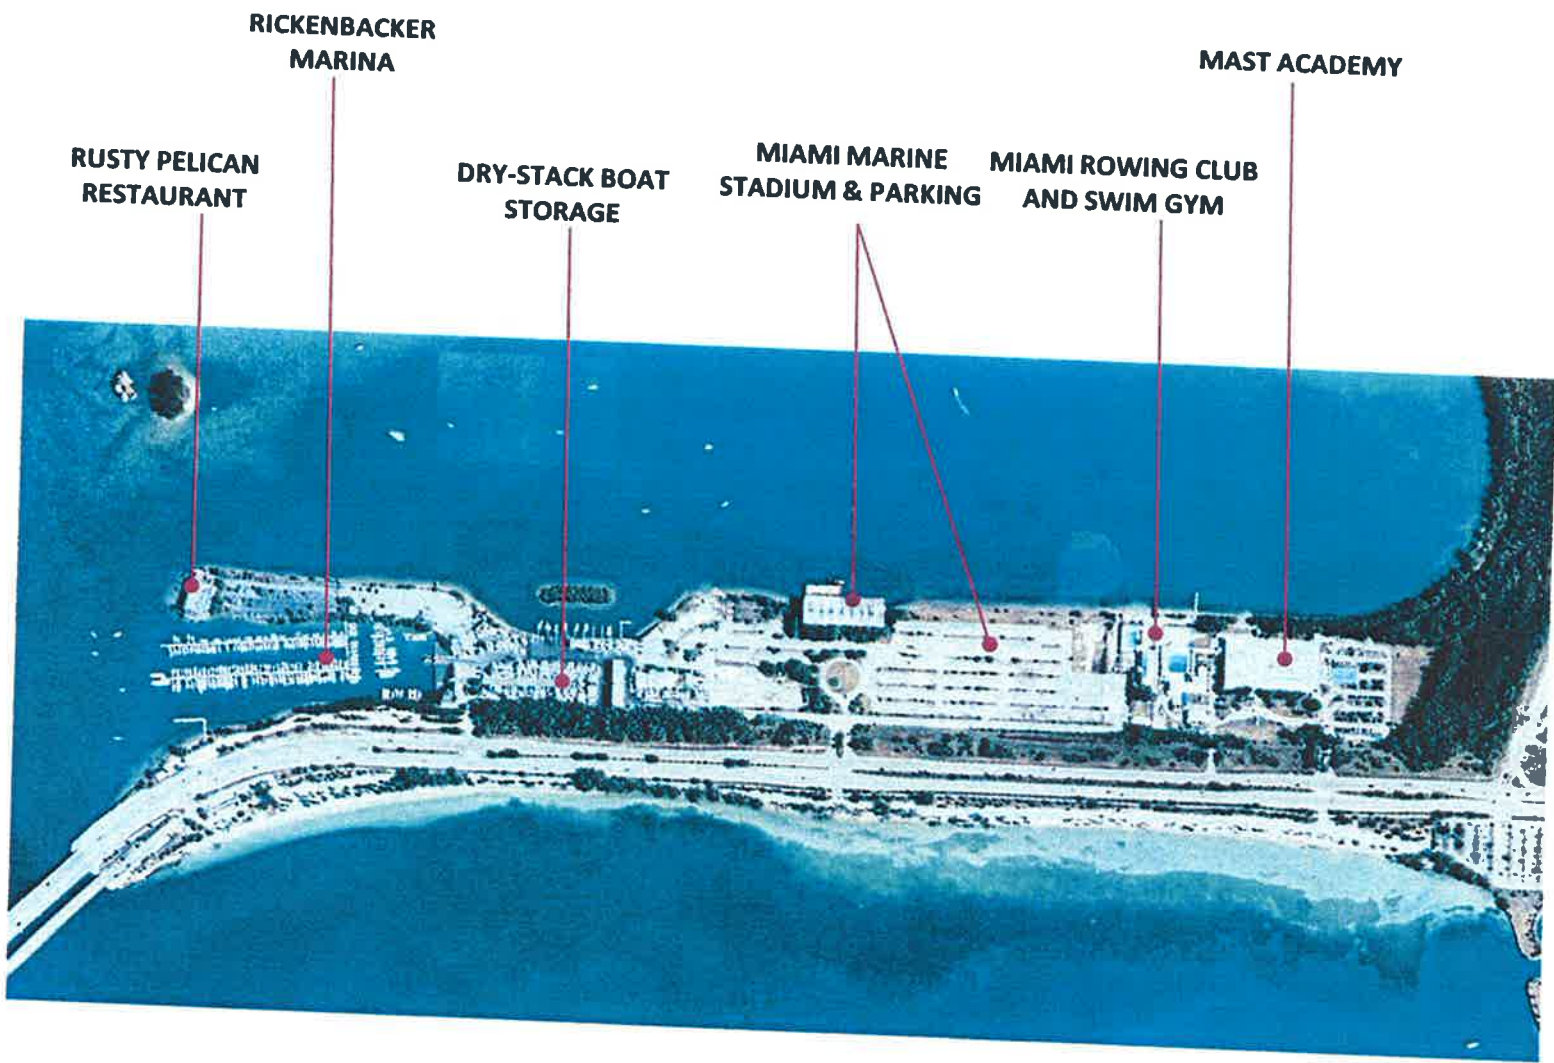 RICKENBACKER
MARINA
MAST ACADEMY
RUSTY PELICAN
RESTAURANT
DRY-STACK BOAT
STORAGE
MIAMI MARINE
STADIUM & PARKING
MIAMI ROWING CLUB
AND SWIM GYM